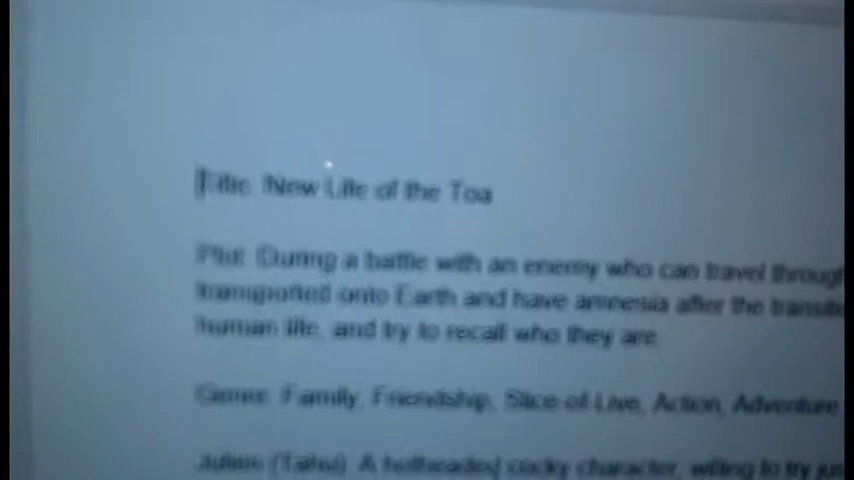 Title: New Life of the Toa
Plot: During a battle with an enemy who can travel through
transported onto Earth and have amnesia after the
human life, and try to recall who they are.
Genre: Family, Friendship, Slice-of-Live, Action, Adventure
(Tahu): A hotheaded cocky character, willing to try